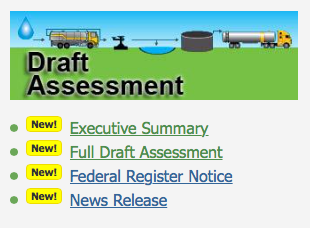 Draft
Assessment
New! Executive Summary
New! Full Draft Assessment
New! Federal Register Notice
New! News Release